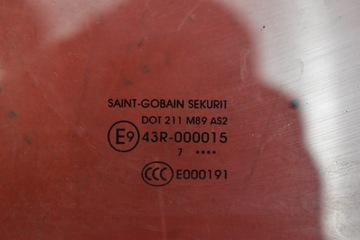 SAINT-GOBAIN SEKURIT
DOT 211 M89 AS2
E9 43R-000015
7 ••••
CCC E000191